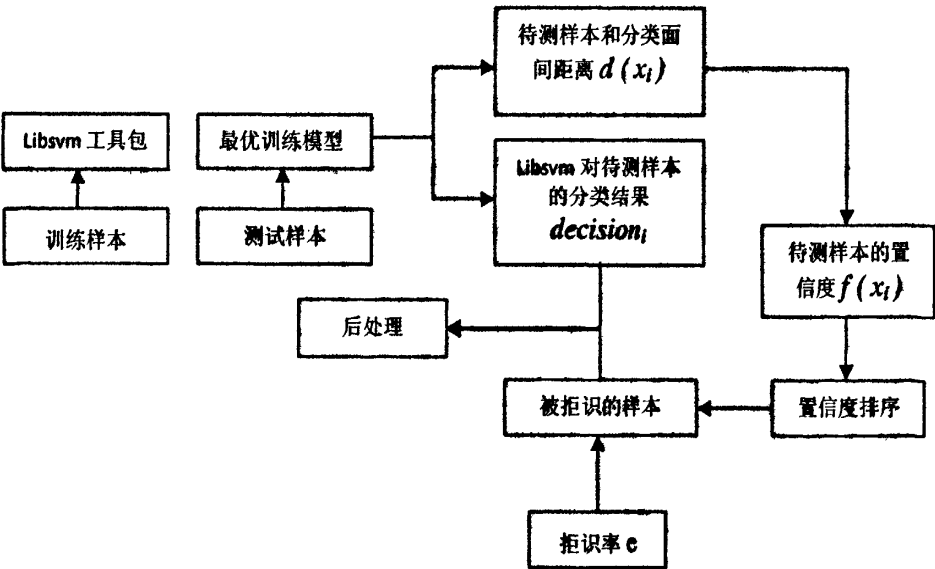 待测样本和分类面
间距离 d ( xᵢ )
Libsvm 工具包
最优训练模型
Libsvm 对待测样本
的分类结果
decisionᵢ
训练样本
测试样本
待测样本的置
信度 f ( xᵢ )
后处理
被拒识的样本
置信度排序
拒识率 e